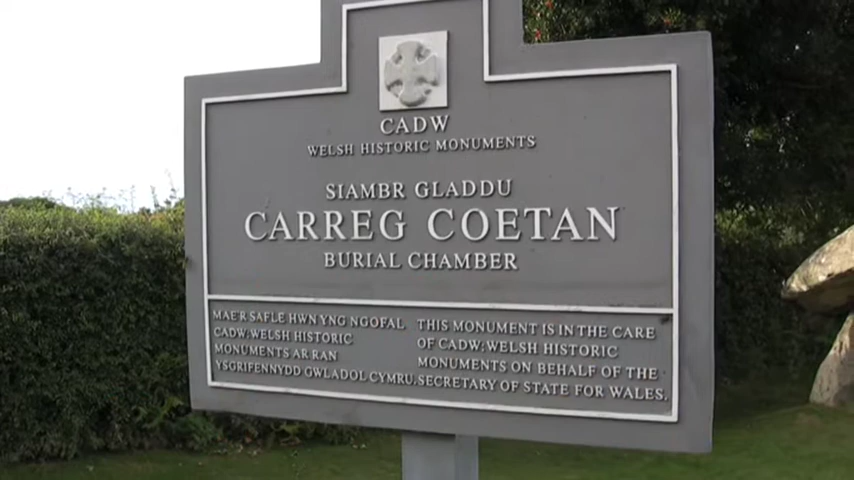 CADW
WELSH HISTORIC MONUMENTS
SIAMBR GLADDU
CARREG COETAN
BURIAL CHAMBER
MAE'R SAFLE HWN YNG NGOFAL
CADW: WELSH HISTORIC
MONUMENTS AR RAN
YSGRIFENNYDD GWLADOL CYMRU.
THIS MONUMENT IS IN THE CARE
OF CADW: WELSH HISTORIC
MONUMENTS ON BEHALF OF THE
SECRETARY OF STATE FOR WALES.